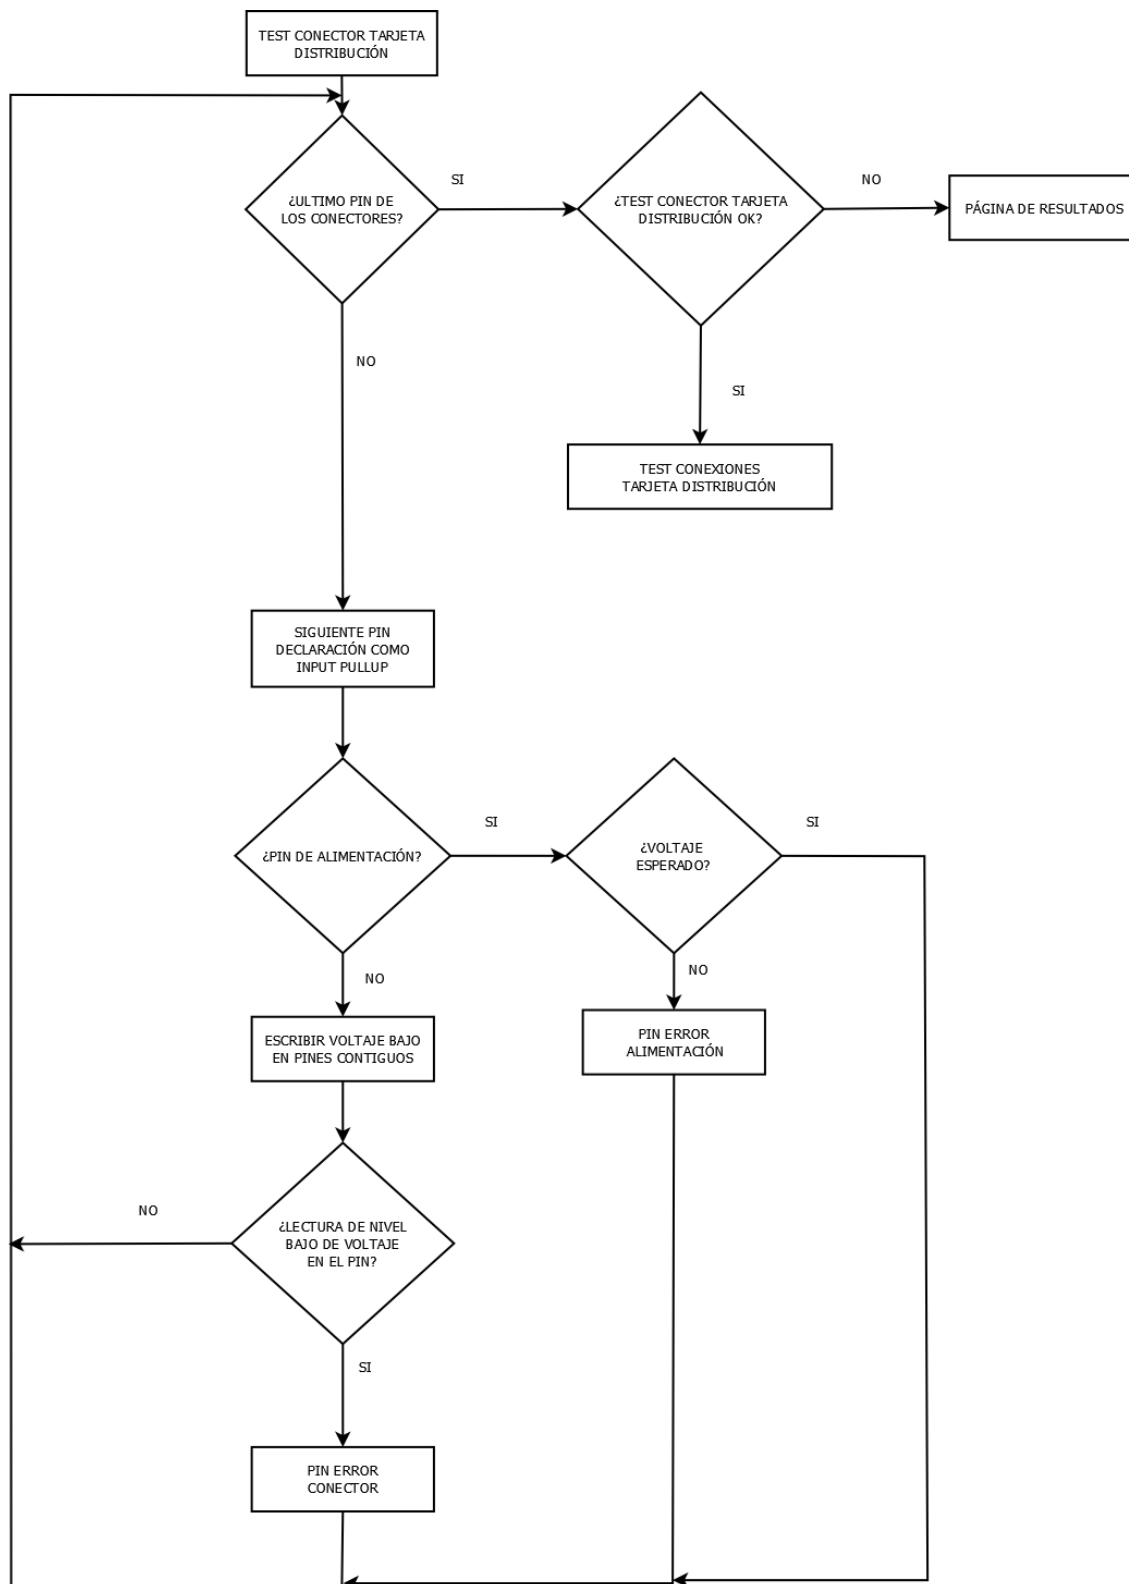 TEST CONECTOR TARJETA
DISTRIBUCIÓN
¿ULTIMO PIN DE
LOS CONECTORES?
SI
¿TEST CONECTOR TARJETA
DISTRIBUCIÓN OK?
NO
PÁGINA DE RESULTADOS
NO
SI
TEST CONEXIONES
TARJETA DISTRIBUCIÓN
SIGUIENTE PIN
DECLARACIÓN COMO
INPUT PULLUP
¿PIN DE ALIMENTACIÓN?
SI
¿VOLTAJE
ESPERADO?
SI
NO
NO
ESCRIBIR VOLTAJE BAJO
EN PINES CONTIGUOS
PIN ERROR
ALIMENTACIÓN
¿LECTURA DE NIVEL
BAJO DE VOLTAJE
EN EL PIN?
NO
SI
PIN ERROR
CONECTOR